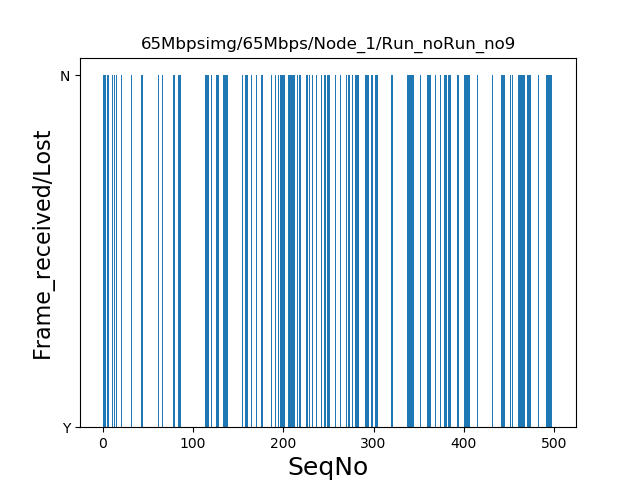 65Mbpsimg/65Mbps/Node_1/Run_noRun_no9
N
Frame_received/Lost
Y
0 100 200 300 400 500
SeqNo